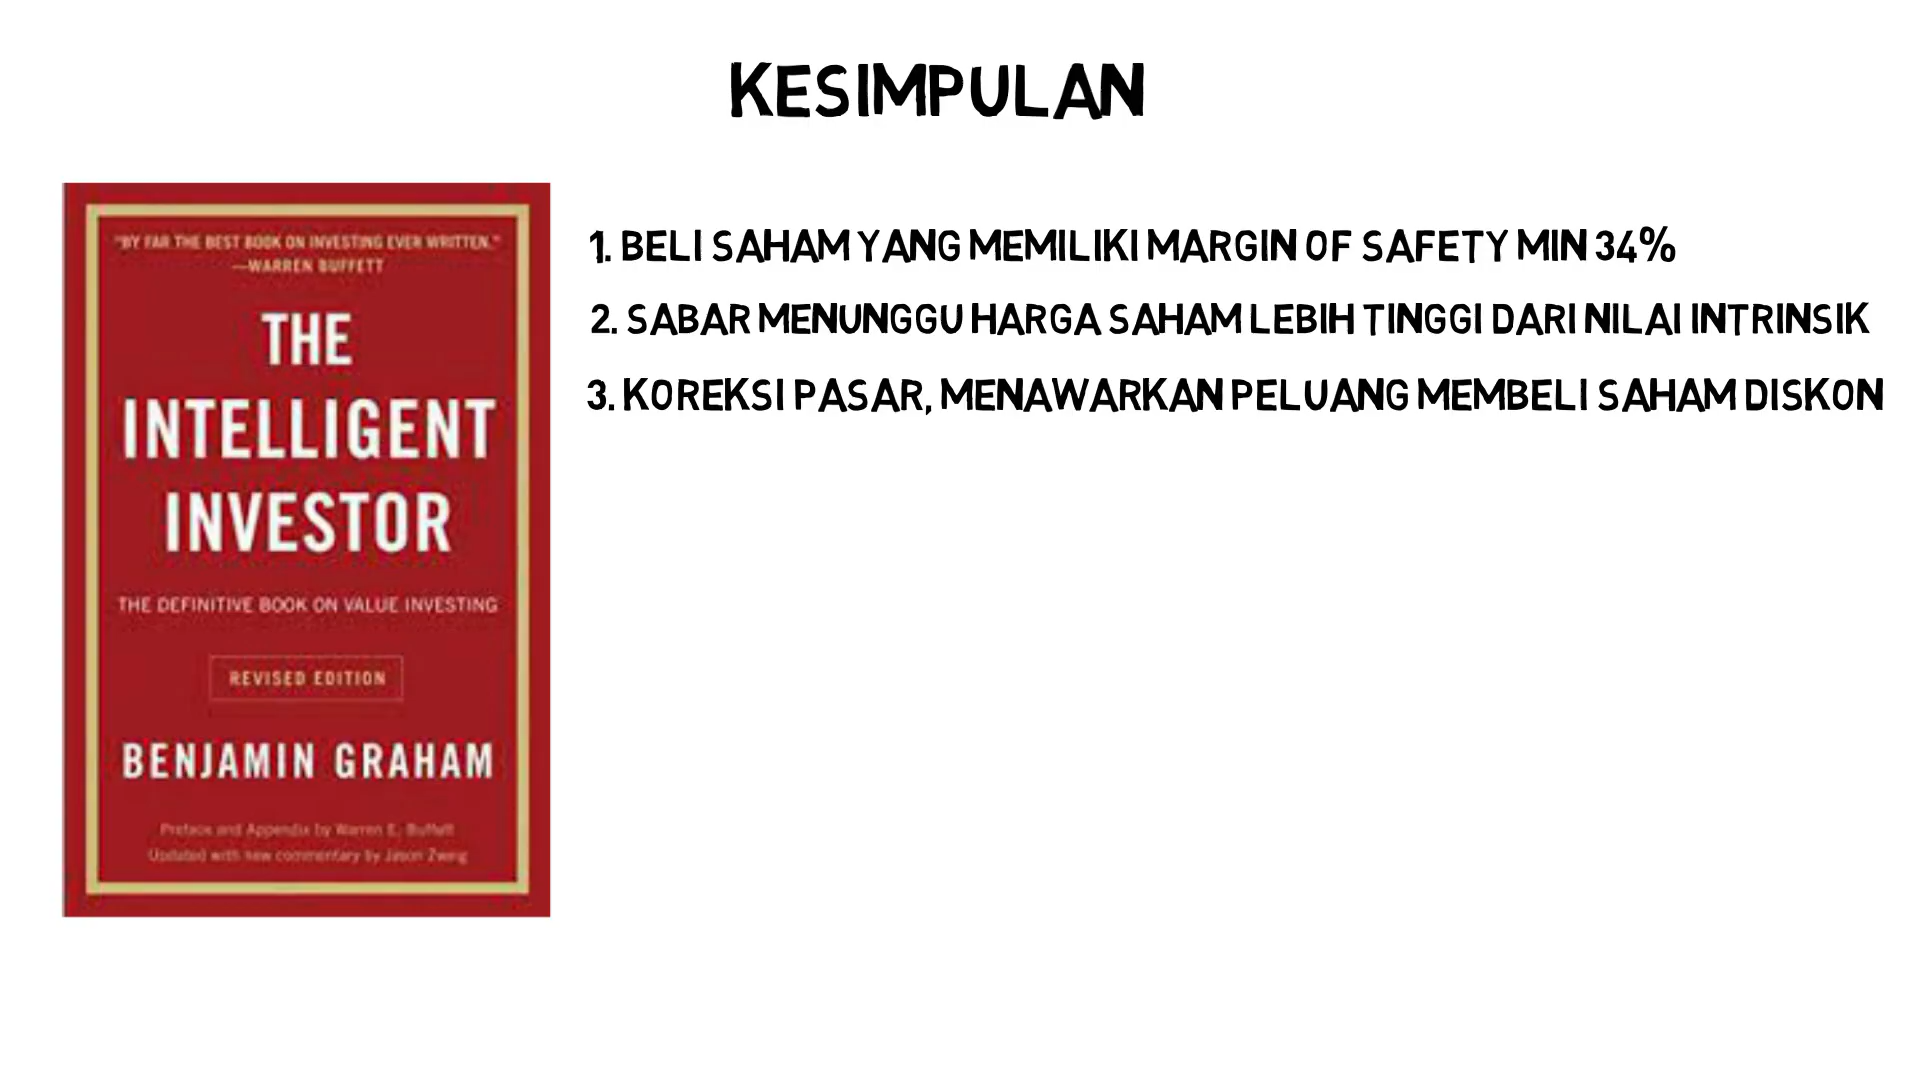 KESIMPULAN
"BY FAR THE BEST BOOK ON INVESTING EVER WRITTEN."
—WARREN BUFFETT
THE
INTELLIGENT
INVESTOR
THE DEFINITIVE BOOK ON VALUE INVESTING
REVISED EDITION
BENJAMIN GRAHAM
Preface and Appendix by Warren E. Buffett
Updated with new commentary by Jason Zweig
1. BELI SAHAM YANG MEMILIKI MARGIN OF SAFETY MIN 34%
2. SABAR MENUNGGU HARGA SAHAM LEBIH TINGGI DARI NILAI INTRINSIK
3. KOREKSI PASAR, MENAWARKAN PELUANG MEMBELI SAHAM DISKON